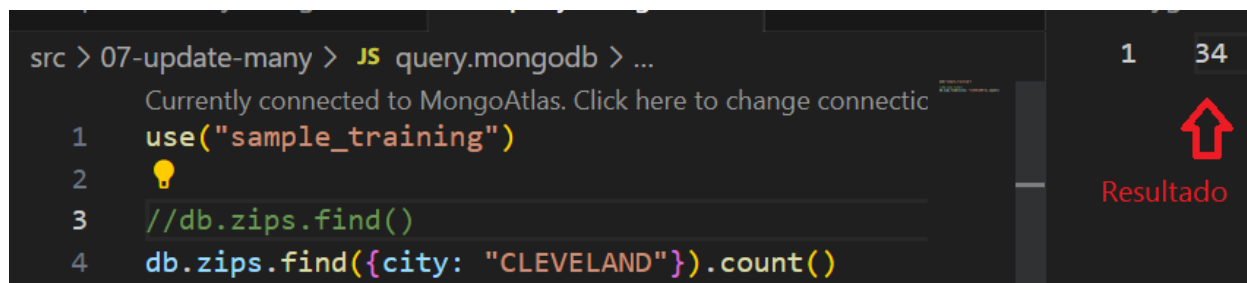 src > 07-update-many > JS query.mongodb > ...
Currently connected to MongoAtlas. Click here to change connectic
1 use("sample_training")
2
3 //db.zips.find()
4 db.zips.find({city: "CLEVELAND"}).count()
1 34
Resultado